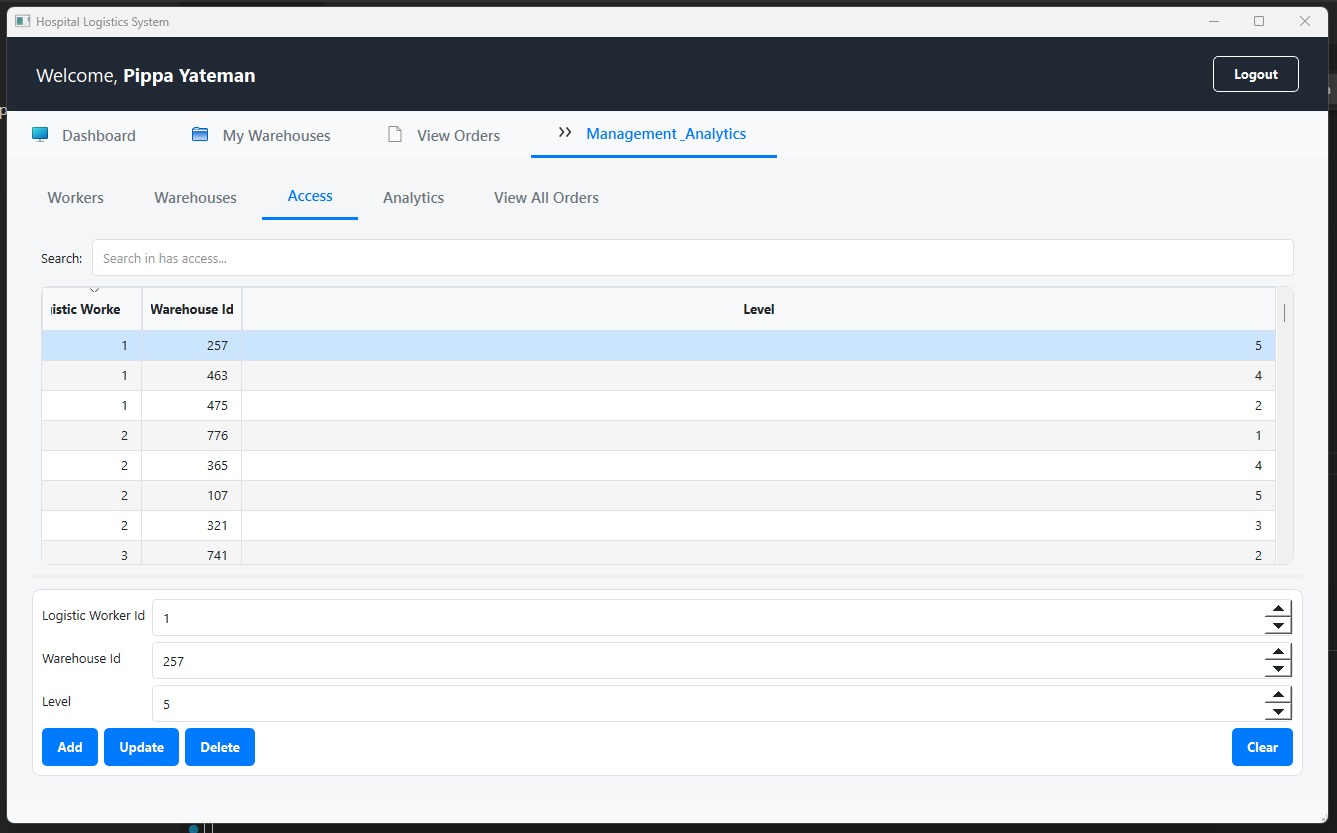 Hospital Logistics System
Welcome, Pippa Yateman
Logout
Dashboard
My Warehouses
View Orders
Management_Analytics
Workers
Warehouses
Access
Analytics
View All Orders
Search: Search in has access...
istic Worke Warehouse Id Level
1 257 5
1 463 4
1 475 2
2 776 1
2 365 4
2 107 5
2 321 3
3 741 2
Logistic Worker Id 1
Warehouse Id 257
Level 5
Add Update Delete Clear